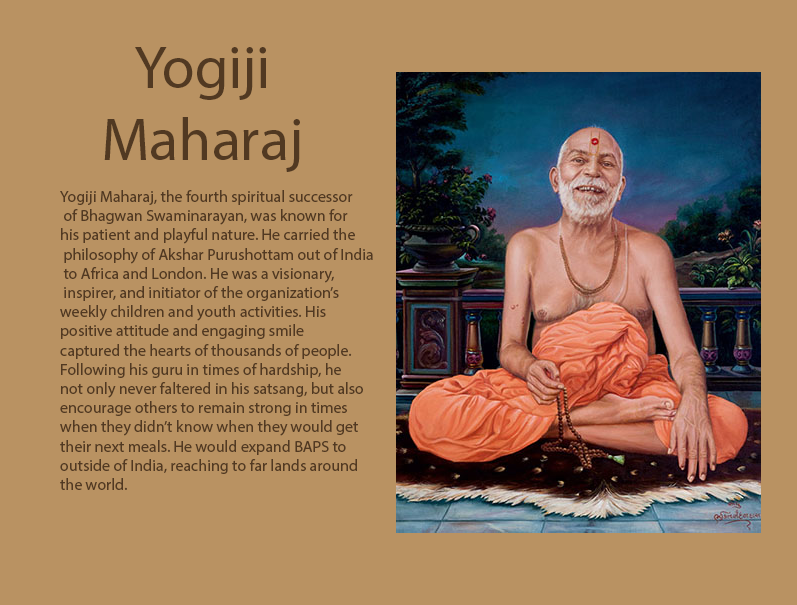 Yogiji
Maharaj
Yogiji Maharaj, the fourth spiritual successor
of Bhagwan Swaminarayan, was known for
his patient and playful nature. He carried the
philosophy of Akshar Purushottam out of India
to Africa and London. He was a visionary,
inspirer, and initiator of the organization’s
weekly children and youth activities. His
positive attitude and engaging smile
captured the hearts of thousands of people.
Following his guru in times of hardship, he
not only never faltered in his satsang, but also
encourage others to remain strong in times
when they didn’t know when they would get
their next meals. He would expand BAPS to
outside of India, reaching to far lands around
the world.